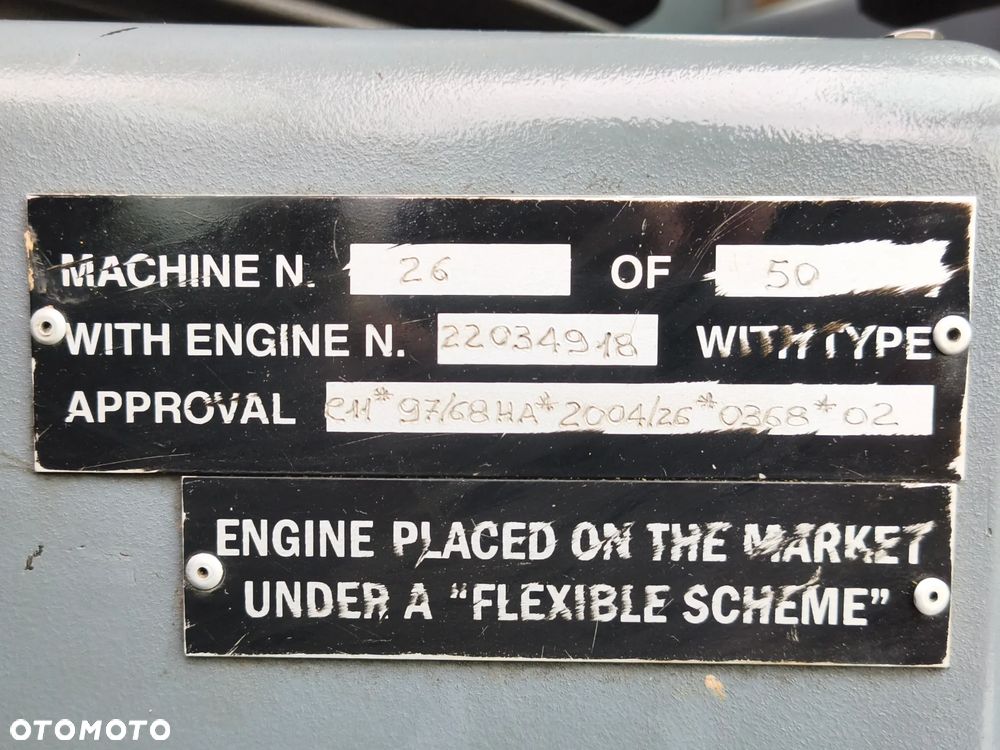 MACHINE N. 26 OF 50
WITH ENGINE N. 22034918 WITH TYPE
APPROVAL e11*97/68HA*2004/26*0368*02
ENGINE PLACED ON THE MARKET
UNDER A "FLEXIBLE SCHEME"
OTOMOTO